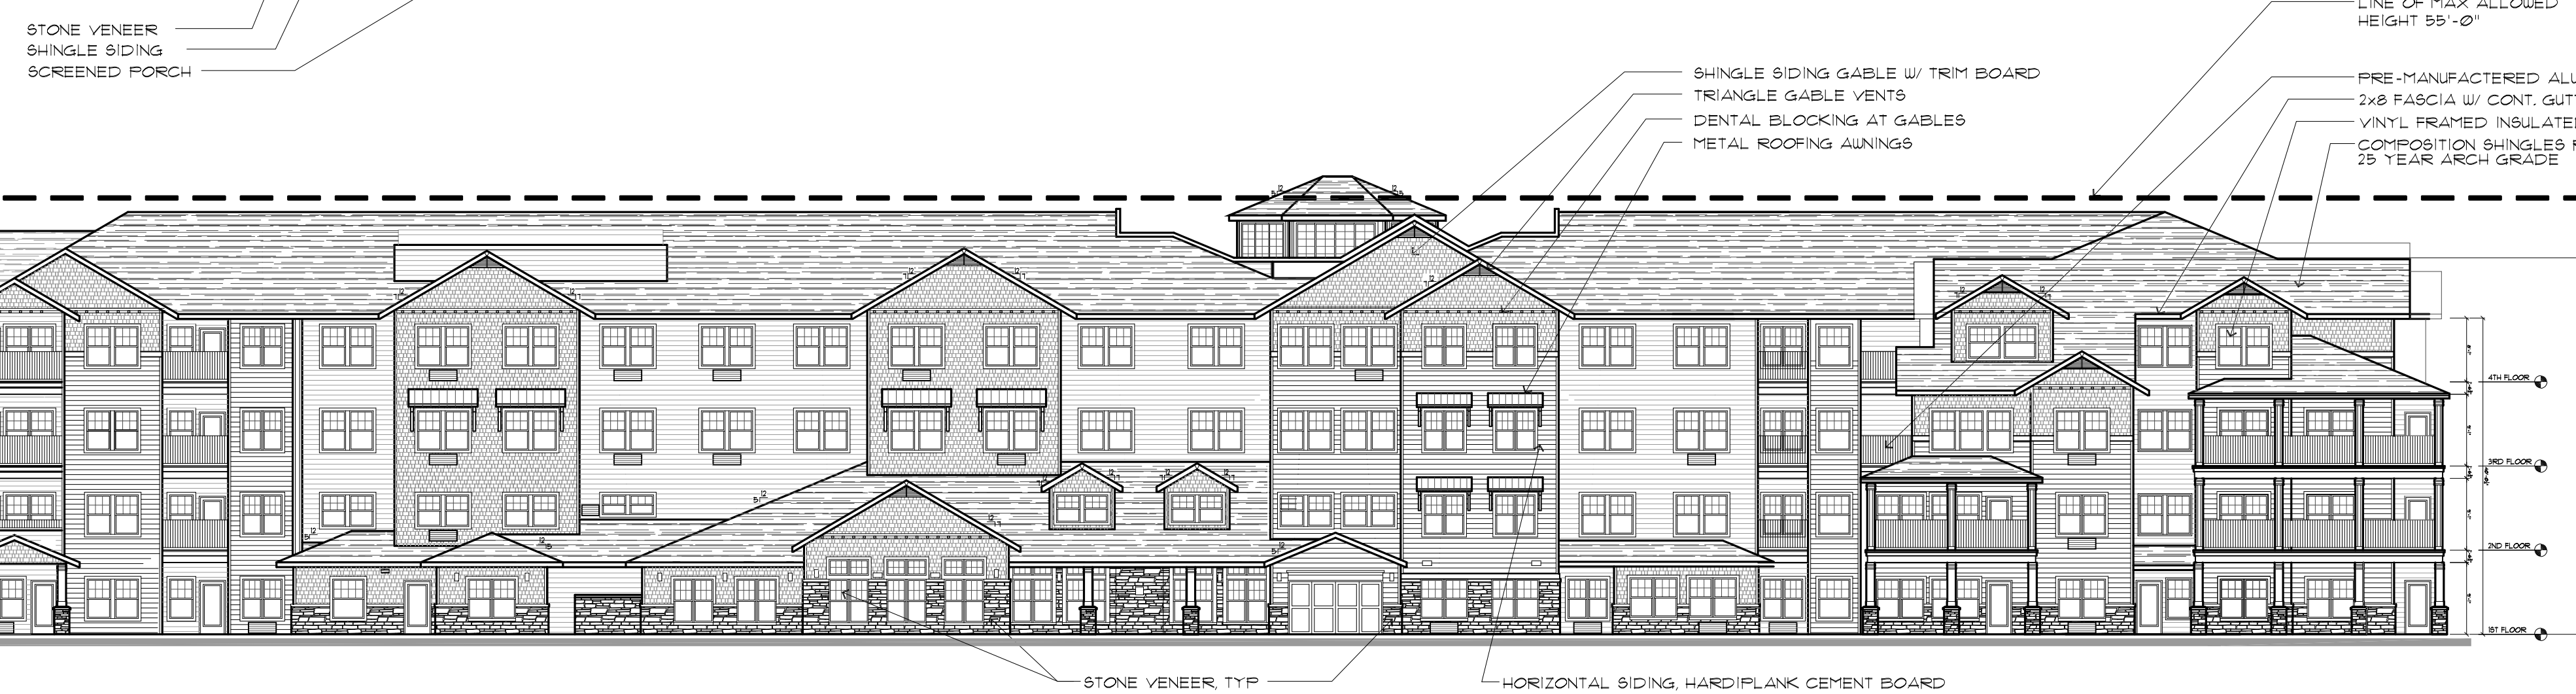 STONE VENEER
SHINGLE SIDING
SCREENED PORCH
SHINGLE SIDING GABLE W/ TRIM BOARD
TRIANGLE GABLE VENTS
DENTAL BLOCKING AT GABLES
METAL ROOFING AWNINGS
LINE OF MAX ALLOWED
HEIGHT 55'-0"
PRE-MANUFACTERED ALU
2x8 FASCIA W/ CONT. GUTT
VINYL FRAMED INSULATE
COMPOSITION SHINGLES
25 YEAR ARCH GRADE
4TH FLOOR
3RD FLOOR
2ND FLOOR
1ST FLOOR
STONE VENEER, TYP
HORIZONTAL SIDING, HARDIPLANK CEMENT BOARD